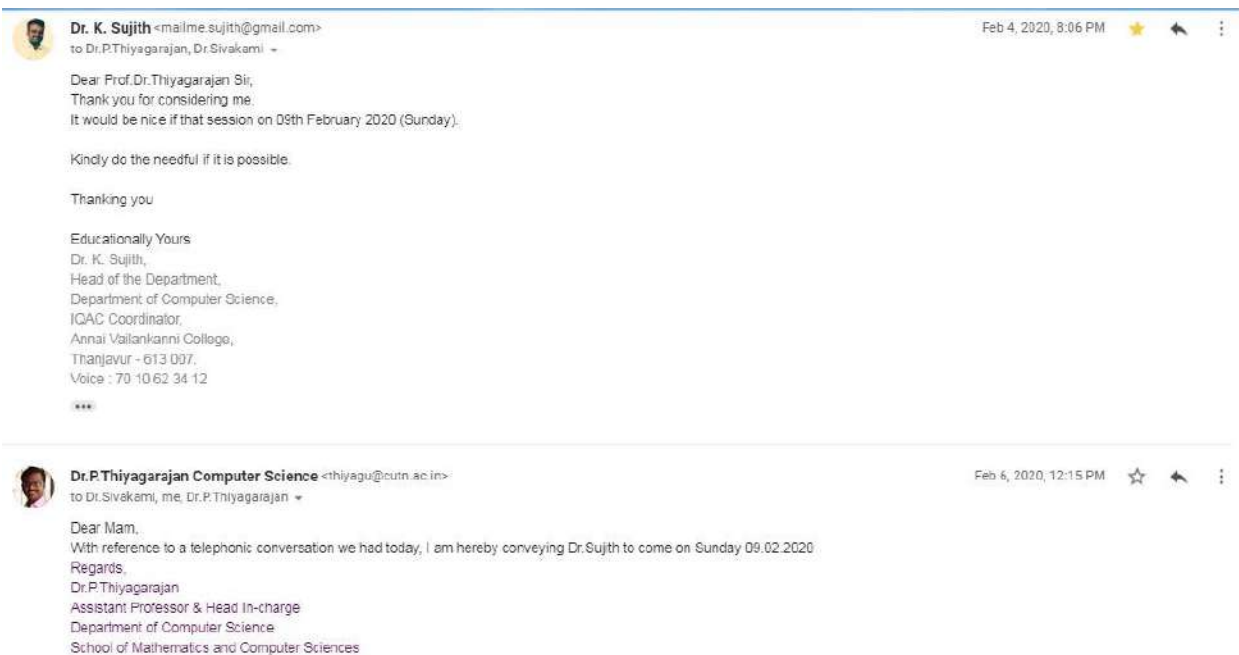 Dr. K. Sujith <mailme.sujith@gmail.com>
Feb 4, 2020, 8:06 PM
to Dr.P.Thiyagarajan, Dr.Sivakami
Dear Prof.Dr.Thiyagarajan Sir,
Thank you for considering me.
It would be nice if that session on 09th February 2020 (Sunday).
Kindly do the needful if it is possible.
Thanking you
Educationally Yours
Dr. K. Sujith,
Head of the Department,
Department of Computer Science,
IQAC Coordinator,
Annai Vailankanni College,
Thanjavur - 613 007.
Voice : 70 10 62 34 12
Dr.P.Thiyagarajan Computer Science <thiyagu@cutn.ac.in>
Feb 6, 2020, 12:15 PM
to Dr.Sivakami, me, Dr.P.Thiyagarajan
Dear Mam,
With reference to a telephonic conversation we had today, I am hereby conveying Dr.Sujith to come on Sunday 09.02.2020
Regards,
Dr.P.Thiyagarajan
Assistant Professor & Head In-charge
Department of Computer Science
School of Mathematics and Computer Sciences